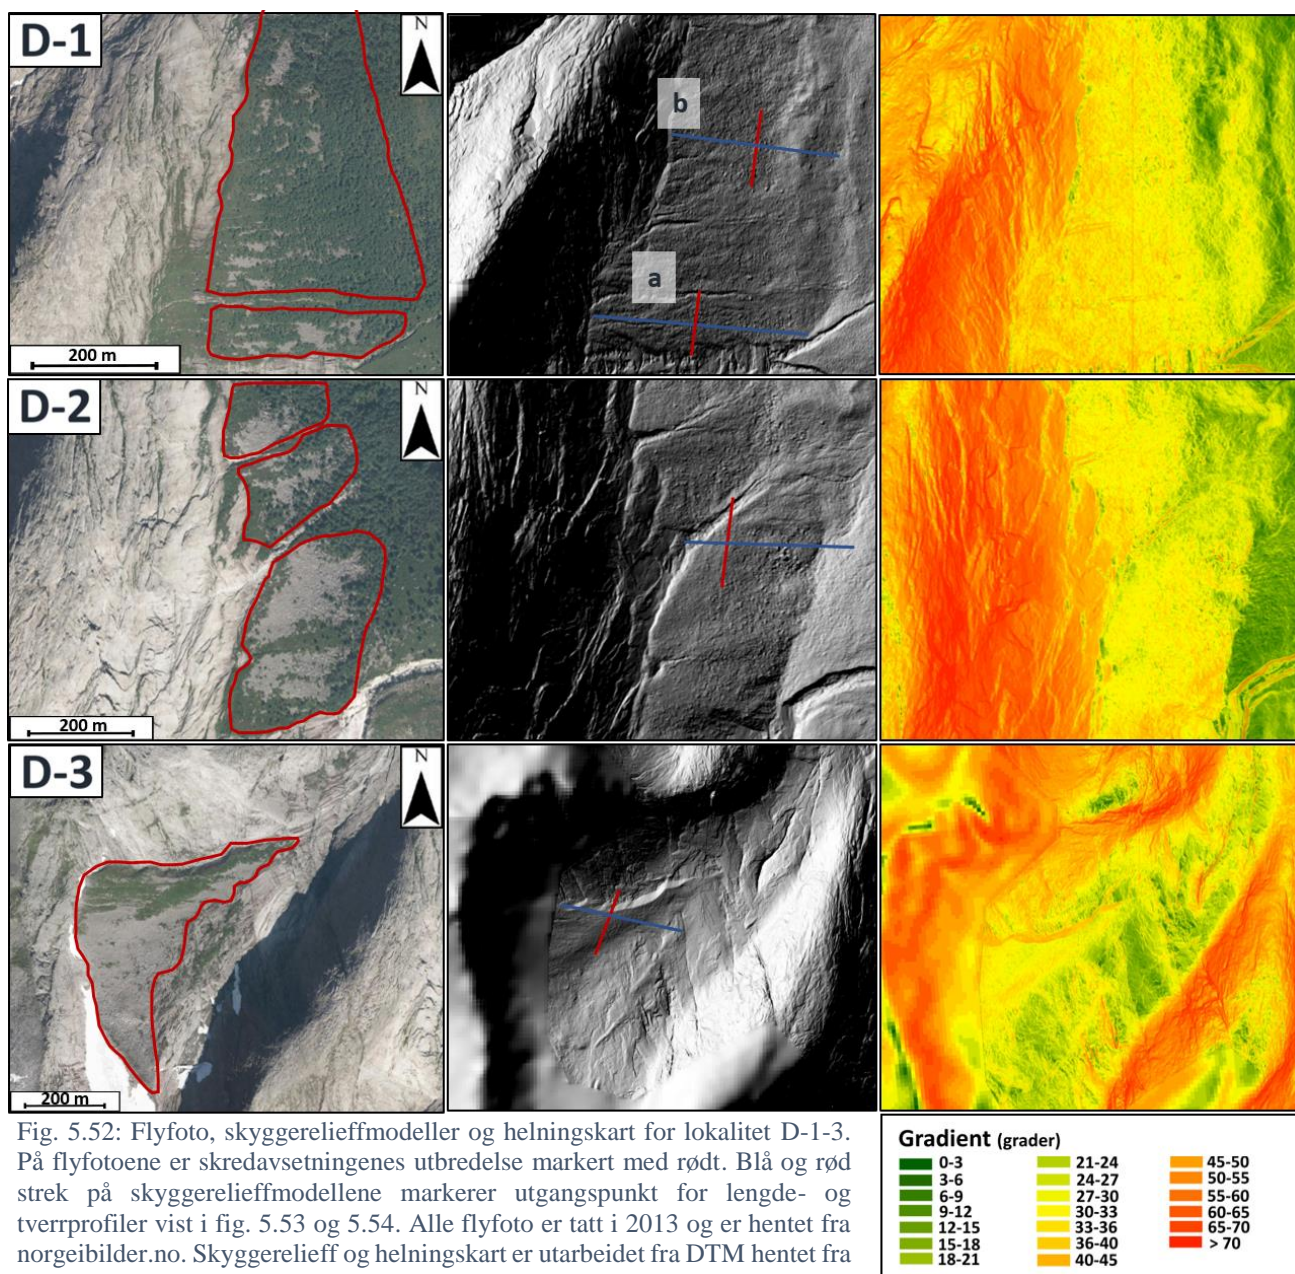 D-1
N
200 m
b
a
D-2
N
200 m
D-3
N
200 m
Fig. 5.52: Flyfoto, skyggerelieffmodeller og helningskart for lokalitet D-1-3.
På flyfotoene er skredavsetningenes utbredelse markert med rødt. Blå og rød
strek på skyggerelieffmodellene markerer utgangspunkt for lengde- og
tverrprofiler vist i fig. 5.53 og 5.54. Alle flyfoto er tatt i 2013 og er hentet fra
norgeibilder.no. Skyggerelieff og helningskart er utarbeidet fra DTM hentet fra
Gradient (grader)
0-3
3-6
6-9
9-12
12-15
15-18
18-21
21-24
24-27
27-30
30-33
33-36
36-40
40-45
45-50
50-55
55-60
60-65
65-70
> 70